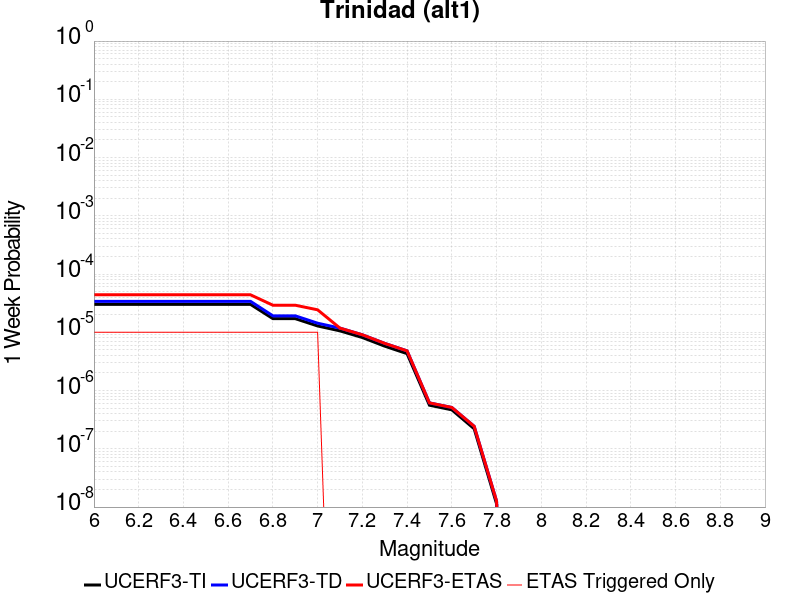 Trinidad (alt1)
10^0
10^-1
10^-2
10^-3
10^-4
10^-5
10^-6
10^-7
10^-8
1 Week Probability
6 6.2 6.4 6.6 6.8 7 7.2 7.4 7.6 7.8 8 8.2 8.4 8.6 8.8 9
Magnitude
UCERF3-TI UCERF3-TD UCERF3-ETAS ETAS Triggered Only